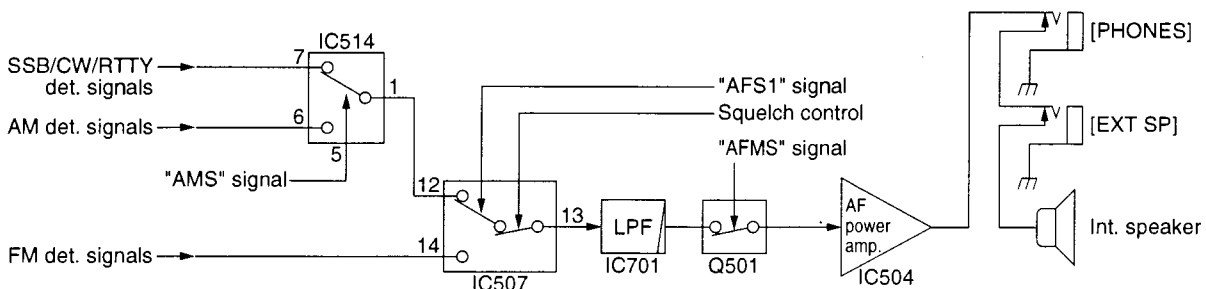 IC514
SSB/CW/RTTY
det. signals
7
1
AM det. signals
6
5
"AMS" signal
"AFS1" signal
Squelch control
"AFMS" signal
12
13
14
FM det. signals
IC507
LPF
IC701
Q501
AF
power
amp.
IC504
[PHONES]
[EXT SP]
Int. speaker